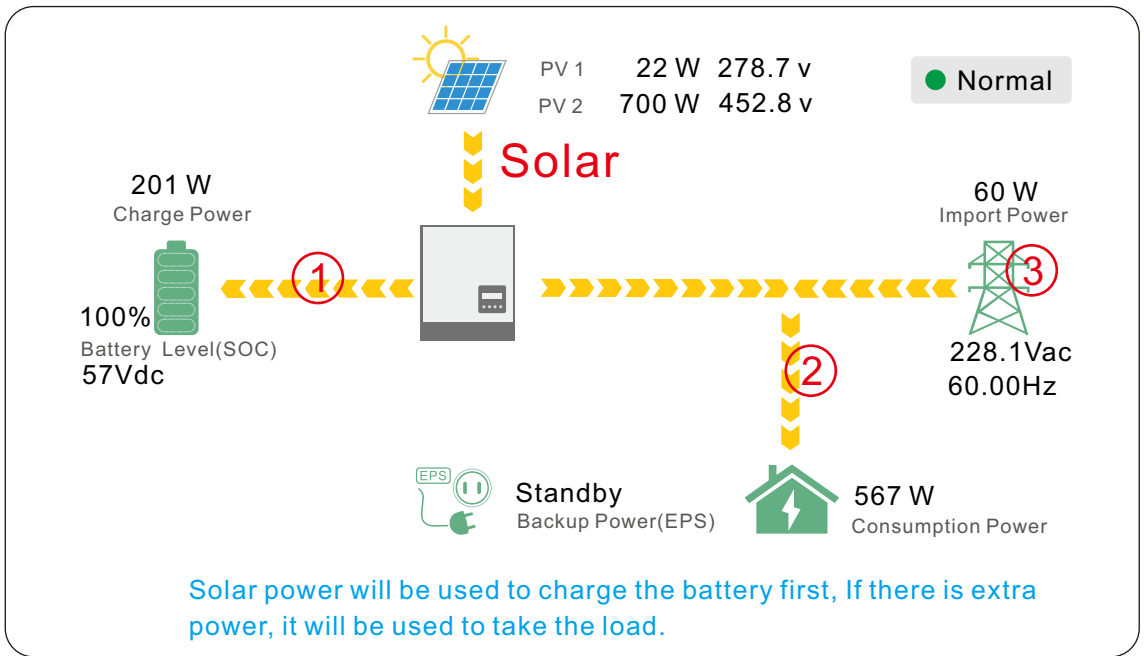 PV 1 22 W 278.7 v
PV 2 700 W 452.8 v
Normal
Solar
201 W
Charge Power
60 W
Import Power
1
3
100%
Battery Level(SOC)
57Vdc
228.1Vac
60.00Hz
2
EPS
Standby
Backup Power(EPS)
567 W
Consumption Power
Solar power will be used to charge the battery first, If there is extra
power, it will be used to take the load.